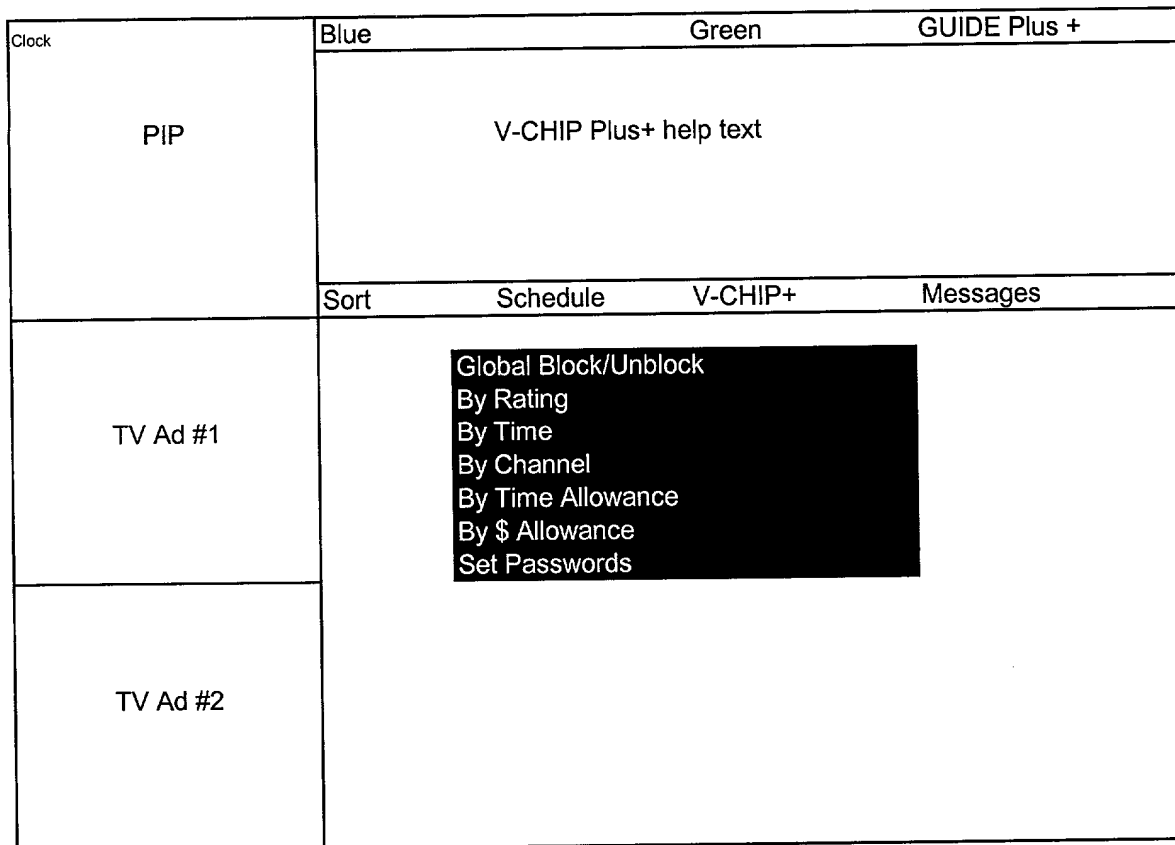 Clock
PIP
Blue Green GUIDE Plus +
V-CHIP Plus+ help text
Sort Schedule V-CHIP+ Messages
TV Ad #1
Global Block/Unblock
By Rating
By Time
By Channel
By Time Allowance
By $ Allowance
Set Passwords
TV Ad #2